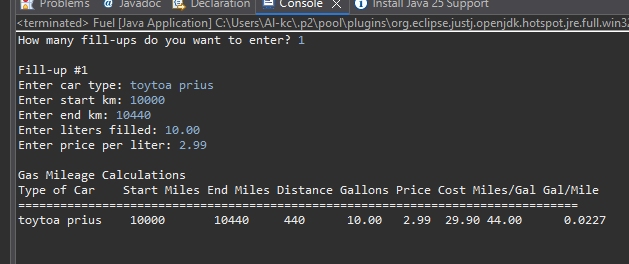 Problems @ Javadoc Declaration Console × Install Java 25 Support
<terminated> Fuel [Java Application] C:\Users\Al-kc\.p2\pool\plugins\org.eclipse.justj.openjdk.hotspot.jre.full.win32
How many fill-ups do you want to enter? 1
Fill-up #1
Enter car type: toytoa prius
Enter start km: 10000
Enter end km: 10440
Enter liters filled: 10.00
Enter price per liter: 2.99
Gas Mileage Calculations
Type of Car Start Miles End Miles Distance Gallons Price Cost Miles/Gal Gal/Mile
================================================================================
toytoa prius 10000 10440 440 10.00 2.99 29.90 44.00 0.0227